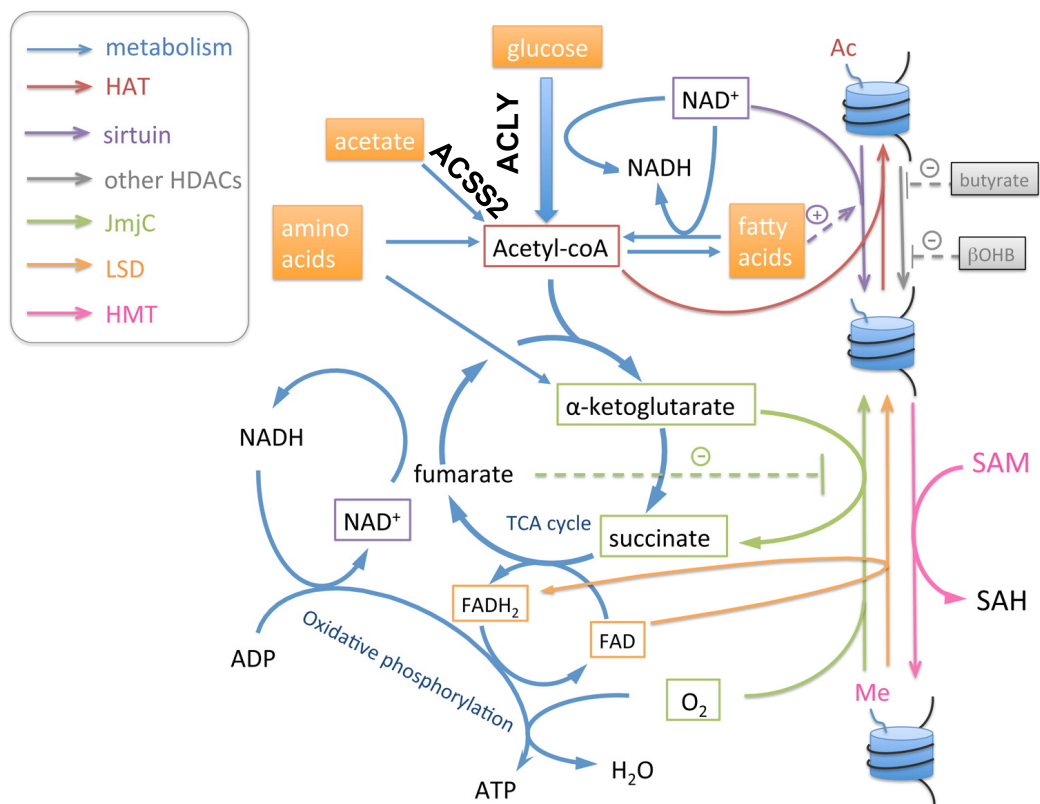 metabolism
HAT
sirtuin
other HDACs
JmjC
LSD
HMT
glucose
ACLY
acetate
ACSS2
amino
acids
Acetyl-coA
NAD⁺
NADH
fatty
acids
+
Ac
−
butyrate
−
βOHB
α-ketoglutarate
NADH
fumarate
−
NAD⁺
TCA cycle
succinate
SAM
SAH
FADH₂
FAD
ADP
Oxidative phosphorylation
O₂
Me
H₂O
ATP